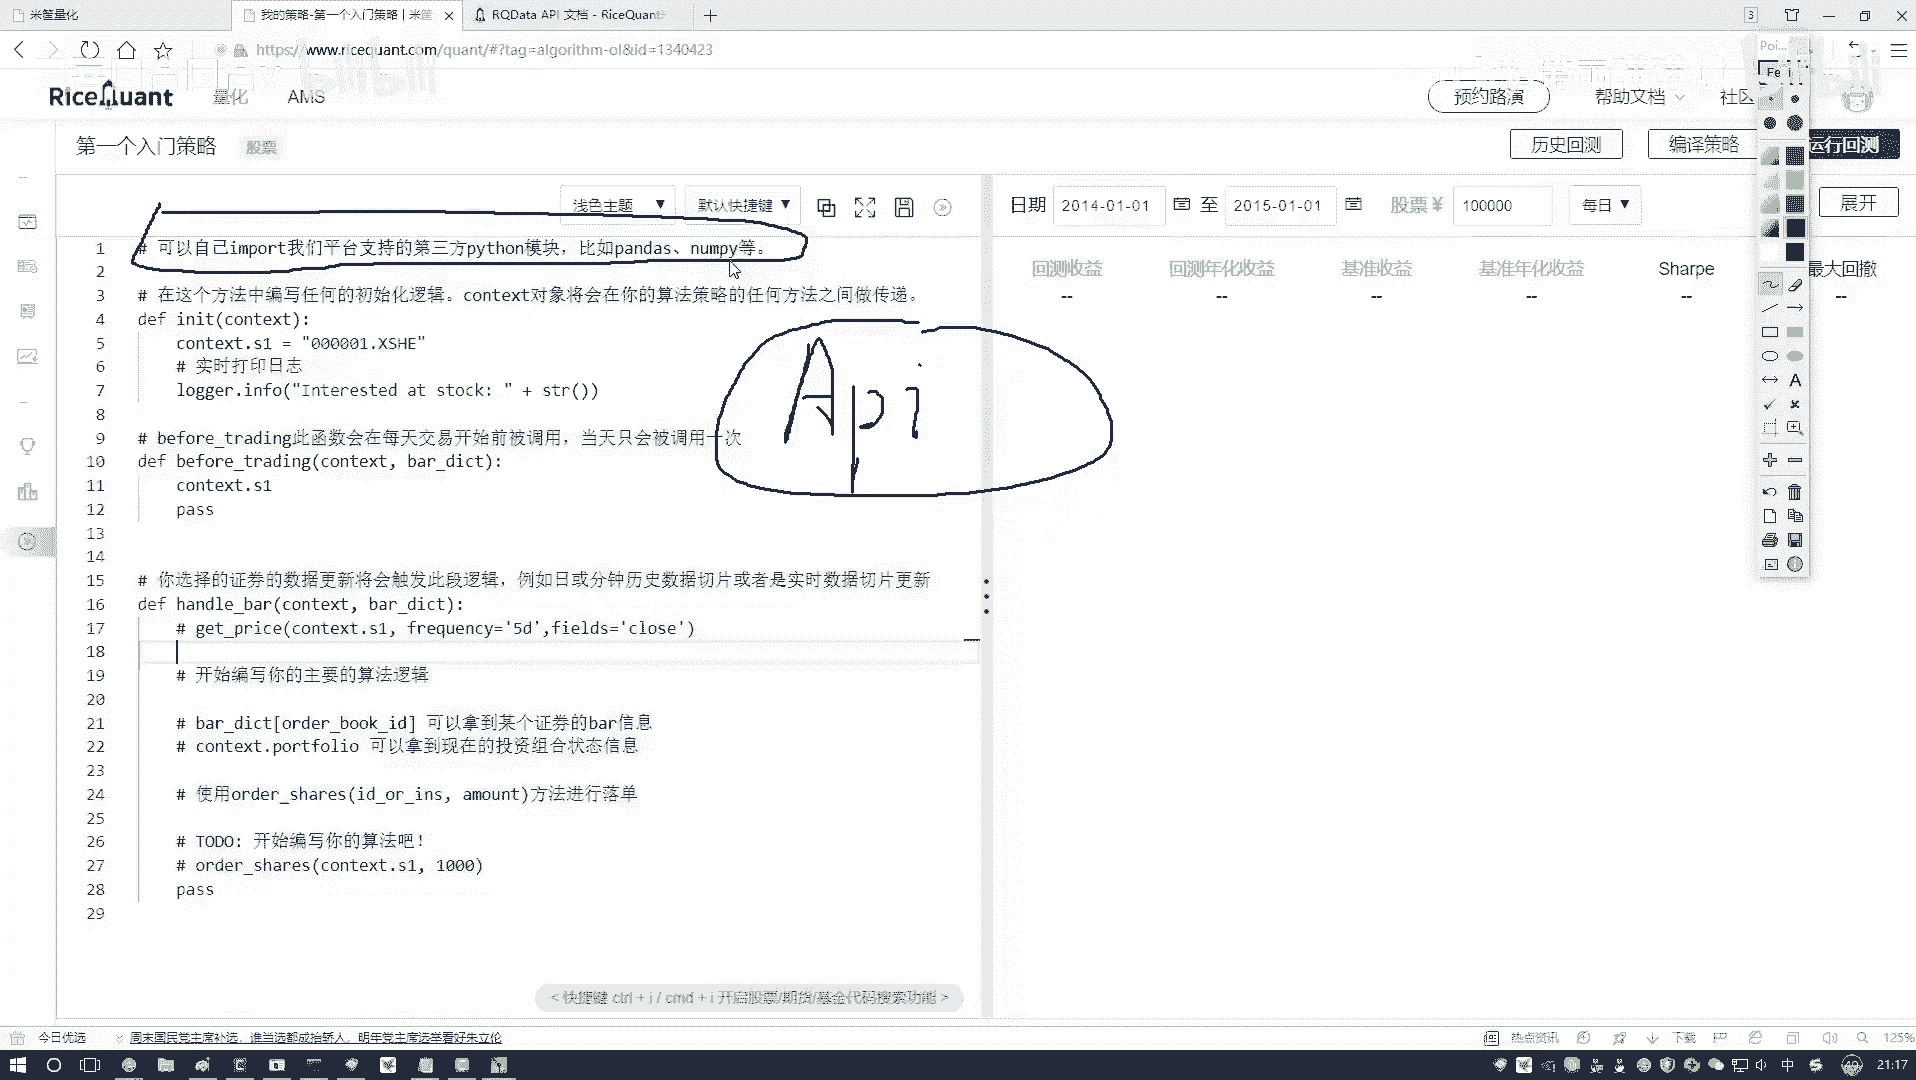 米筐量化
我的策略-第一个入门策略 | 米筐
RQData API 文档 - RiceQuant
3
https://www.ricequant.com/quant/#?tag=algorithm-ol&id=1340423
RiceQuant
量化
AMS
预约路演
帮助文档
社区
第一个入门策略
股票
历史回测
编译策略
运行回测
浅色主题
默认快捷键
日期 2014-01-01 至 2015-01-01 股票 ¥ 100000 每日
展开
回测收益 回测年化收益 基准收益 基准年化收益 Sharpe 最大回撤
-- -- -- -- -- --
1 # 可以自己import我们平台支持的第三方python模块，比如pandas、numpy等。
2
3 # 在这个方法中编写任何的初始化逻辑。context对象将会在你的算法策略的任何方法之间做传递。
4 def init(context):
5 context.s1 = "000001.XSHE"
6 # 实时打印日志
7 logger.info("Interested at stock: " + str())
8
9 # before_trading此函数会在每天交易开始前被调用，当天只会被调用一次
10 def before_trading(context, bar_dict):
11 context.s1
12 pass
13
14
15 # 你选择的证券的数据更新将会触发此段逻辑，例如日或分钟历史数据切片或者是实时数据切片更新
16 def handle_bar(context, bar_dict):
17 # get_price(context.s1, frequency='5d',fields='close')
18
19 # 开始编写你的主要的算法逻辑
20
21 # bar_dict[order_book_id] 可以拿到某个证券的bar信息
22 # context.portfolio 可以拿到现在的投资组合状态信息
23
24 # 使用order_shares(id_or_ins, amount)方法进行落单
25
26 # TODO: 开始编写你的算法吧！
27 # order_shares(context.s1, 1000)
28 pass
29
Api
Poi...
A
< 快捷键 ctrl + i / cmd + i 开启股票/期货/基金代码搜索功能 >
今日优选
周末国民党主席补选，谁当选都成抬轿人，明年党主席选举看好朱立伦
热点资讯
下载
125%
中
49
21:17